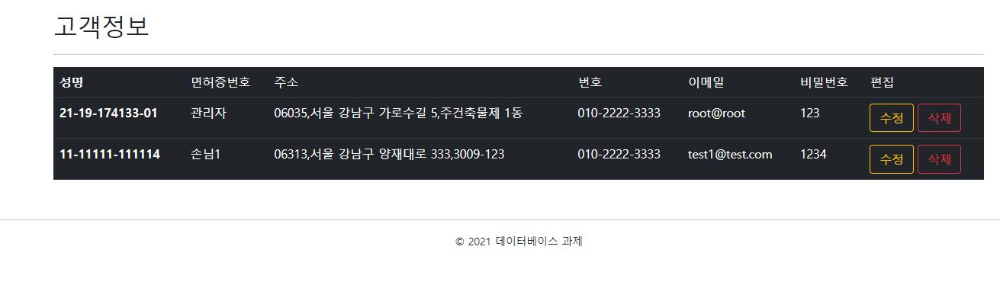 고객정보
성명 면허증번호 주소 번호 이메일 비밀번호 편집
21-19-174133-01 관리자 06035,서울 강남구 가로수길 5,주건축물제 1동 010-2222-3333 root@root 123 수정 삭제
11-11111-111114 손님1 06313,서울 강남구 양재대로 333,3009-123 010-2222-3333 test1@test.com 1234 수정 삭제
© 2021 데이터베이스 과제